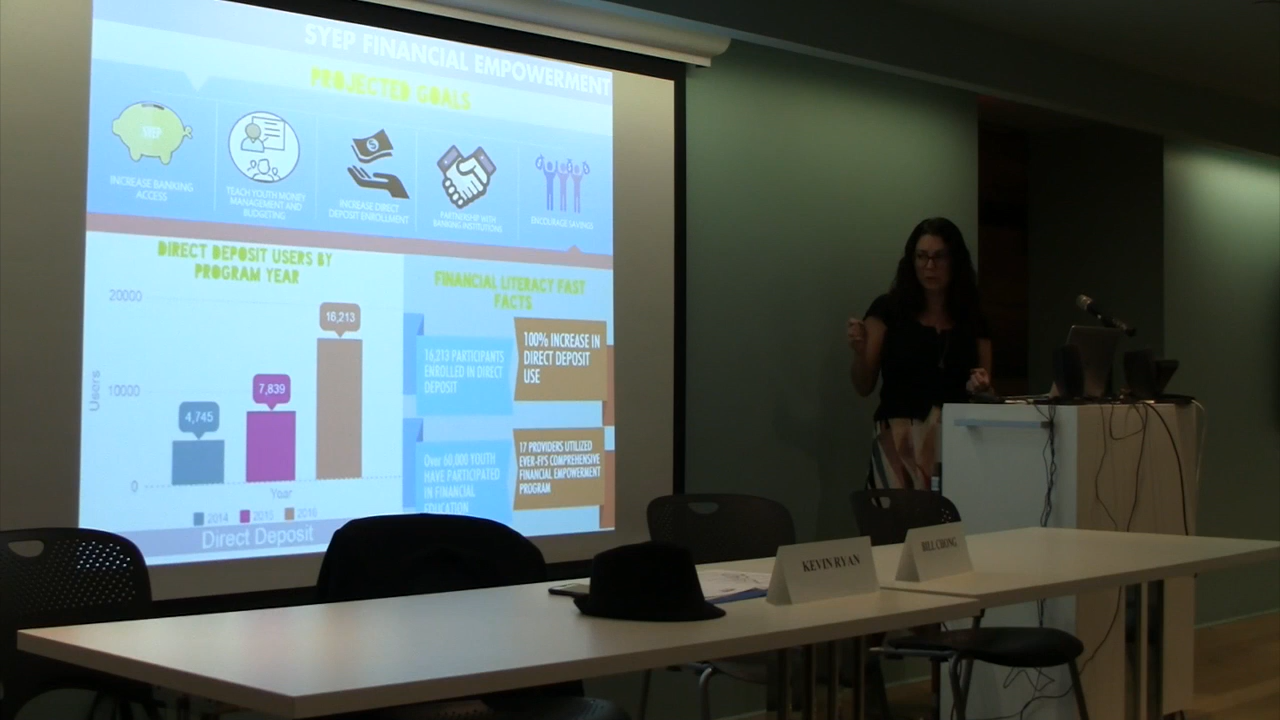 SYEP FINANCIAL EMPOWERMENT
PROJECTED GOALS
SYEP
INCREASE BANKING
ACCESS
TEACH YOUTH MONEY
MANAGEMENT AND
BUDGETING
INCREASE DIRECT
DEPOSIT ENROLLMENT
PARTNERSHIP WITH
BANKING INSTITUTIONS
ENCOURAGE SAVINGS
DIRECT DEPOSIT USERS BY
PROGRAM YEAR
20000
10000
0
Users
4,745
7,839
16,213
Year
2014
2015
2016
Direct Deposit
FINANCIAL LITERACY FAST
FACTS
16,213 PARTICIPANTS
ENROLLED IN DIRECT
DEPOSIT
100% INCREASE IN
DIRECT DEPOSIT
USE
Over 60,000 YOUTH
HAVE PARTICIPATED
IN FINANCIAL
EDUCATION
17 PROVIDERS UTILIZED
EVER-FI'S COMPREHENSIVE
FINANCIAL EMPOWERMENT
PROGRAM
KEVIN RYAN
BILL CHONG